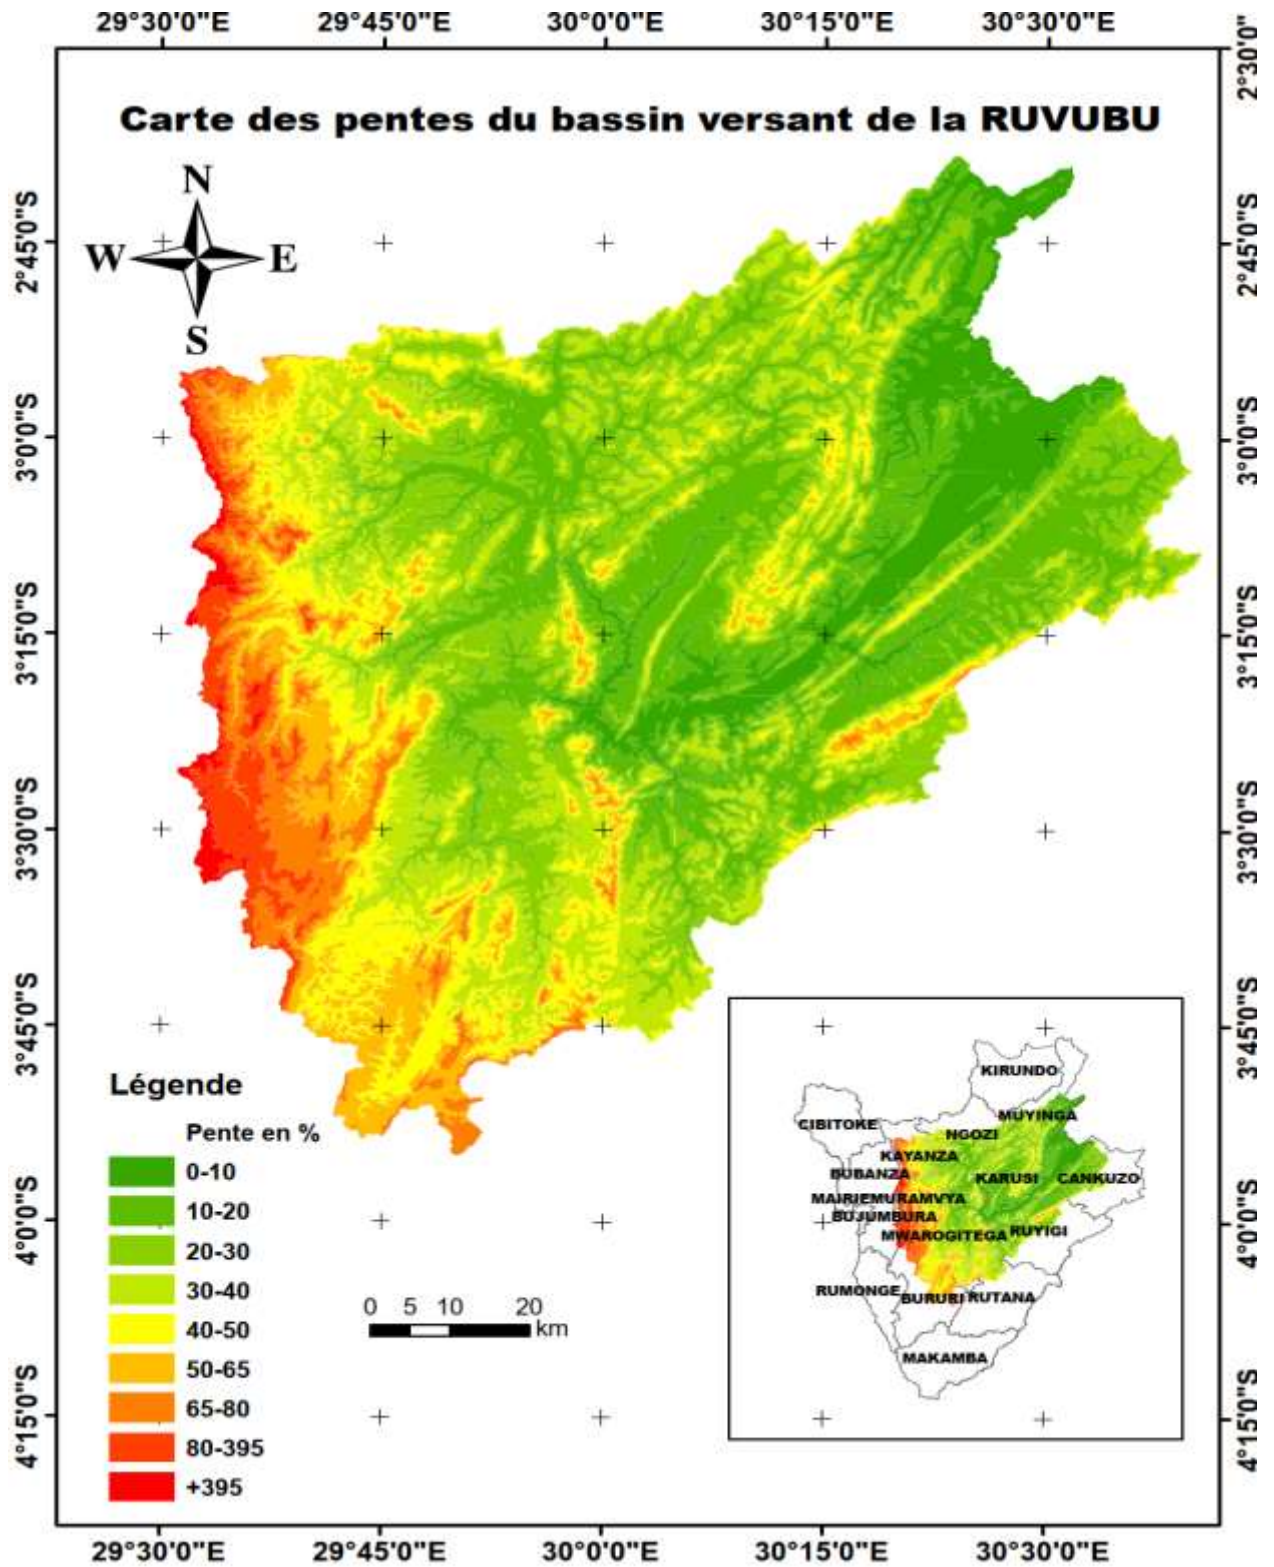 29°30'0"E 29°45'0"E 30°0'0"E 30°15'0"E 30°30'0"E
2°30'0"
Carte des pentes du bassin versant de la RUVUBU
N
W E
S
2°45'0"S 2°45'0"S
3°0'0"S 3°0'0"S
3°15'0"S 3°15'0"S
3°30'0"S 3°30'0"S
3°45'0"S 3°45'0"S
4°0'0"S 4°0'0"S
4°15'0"S 4°15'0"S
Légende
Pente en %
0-10
10-20
20-30
30-40
40-50
50-65
65-80
80-395
+395
0 5 10 20
km
KIRUNDO
MUYINGA
CIBITOKE
NGOZI
KAYANZA
BUBANZA
KARUSI
CANKUZO
MAIRIEMURAMVYA
BUJUMBURA
RUYIGI
MWAROGITEGA
RUMONGE
BURURI
RUTANA
MAKAMBA
29°30'0"E 29°45'0"E 30°0'0"E 30°15'0"E 30°30'0"E